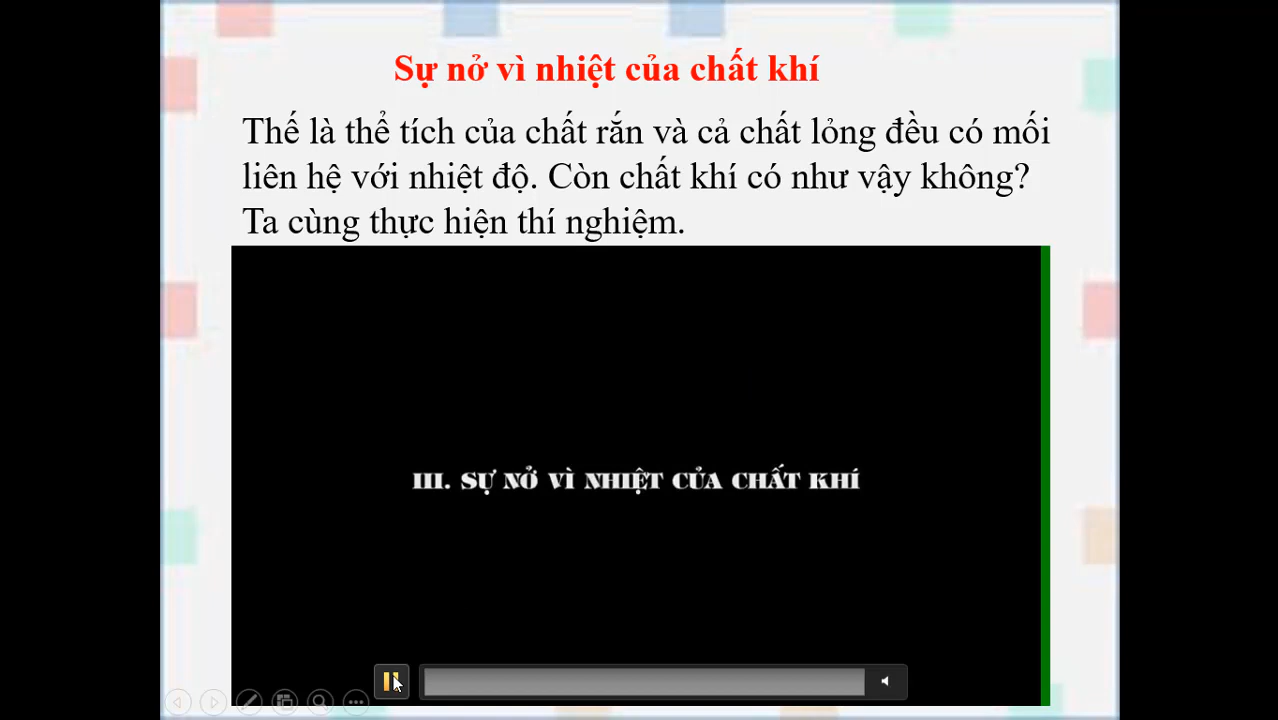 Sự nở vì nhiệt của chất khí
Thế là thể tích của chất rắn và cả chất lỏng đều có mối
liên hệ với nhiệt độ. Còn chất khí có như vậy không?
Ta cùng thực hiện thí nghiệm.
III. SỰ NỞ VÌ NHIỆT CỦA CHẤT KHÍ